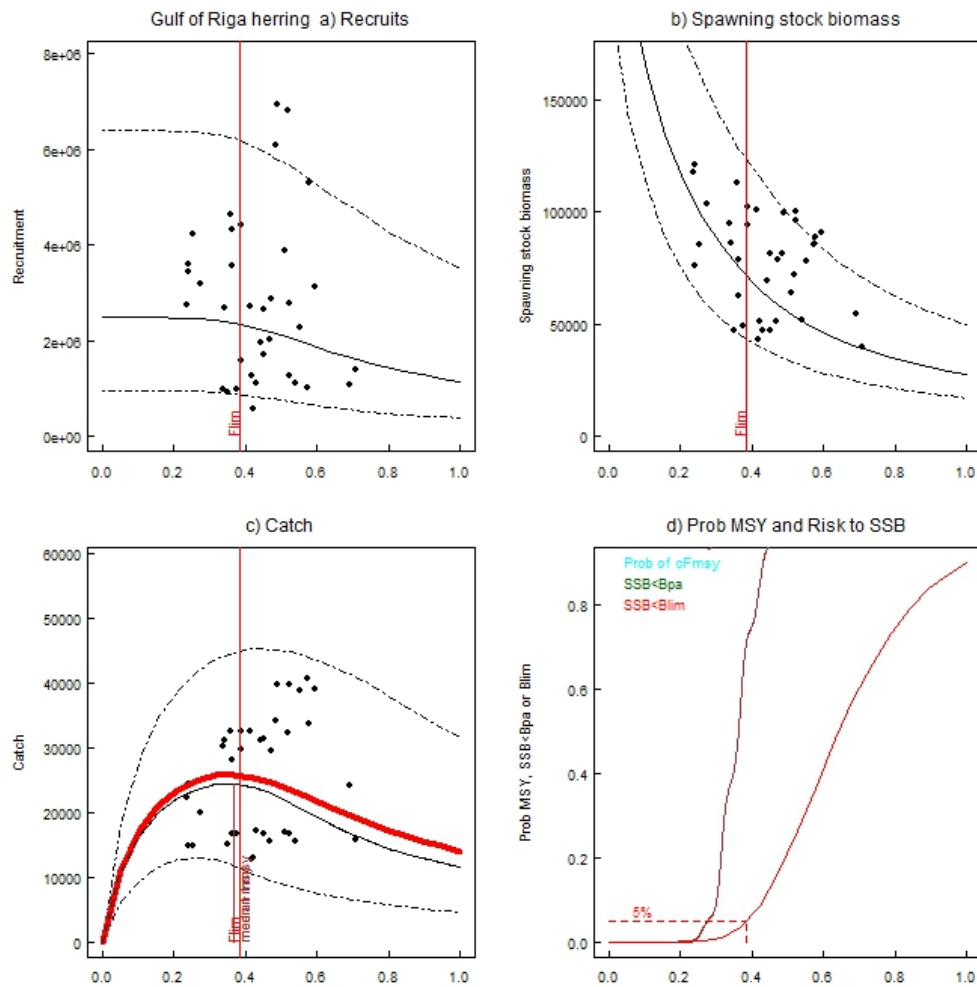 Gulf of Riga herring a) Recruits
8e+06
6e+06
4e+06
2e+06
0e+00
Recruitment
Flim
0.0 0.2 0.4 0.6 0.8 1.0
b) Spawning stock biomass
150000
100000
50000
0
Spawning stock biomass
Flim
0.0 0.2 0.4 0.6 0.8 1.0
c) Catch
60000
50000
40000
30000
20000
10000
0
Catch
Flim
0.0 0.2 0.4 0.6 0.8 1.0
d) Prob MSY and Risk to SSB
Prob of cFmsy
SSB<Bpa
SSB<Blim
0.8
0.6
0.4
0.2
0.0
Prob MSY, SSB<Bpa or Blim
5%
0.0 0.2 0.4 0.6 0.8 1.0